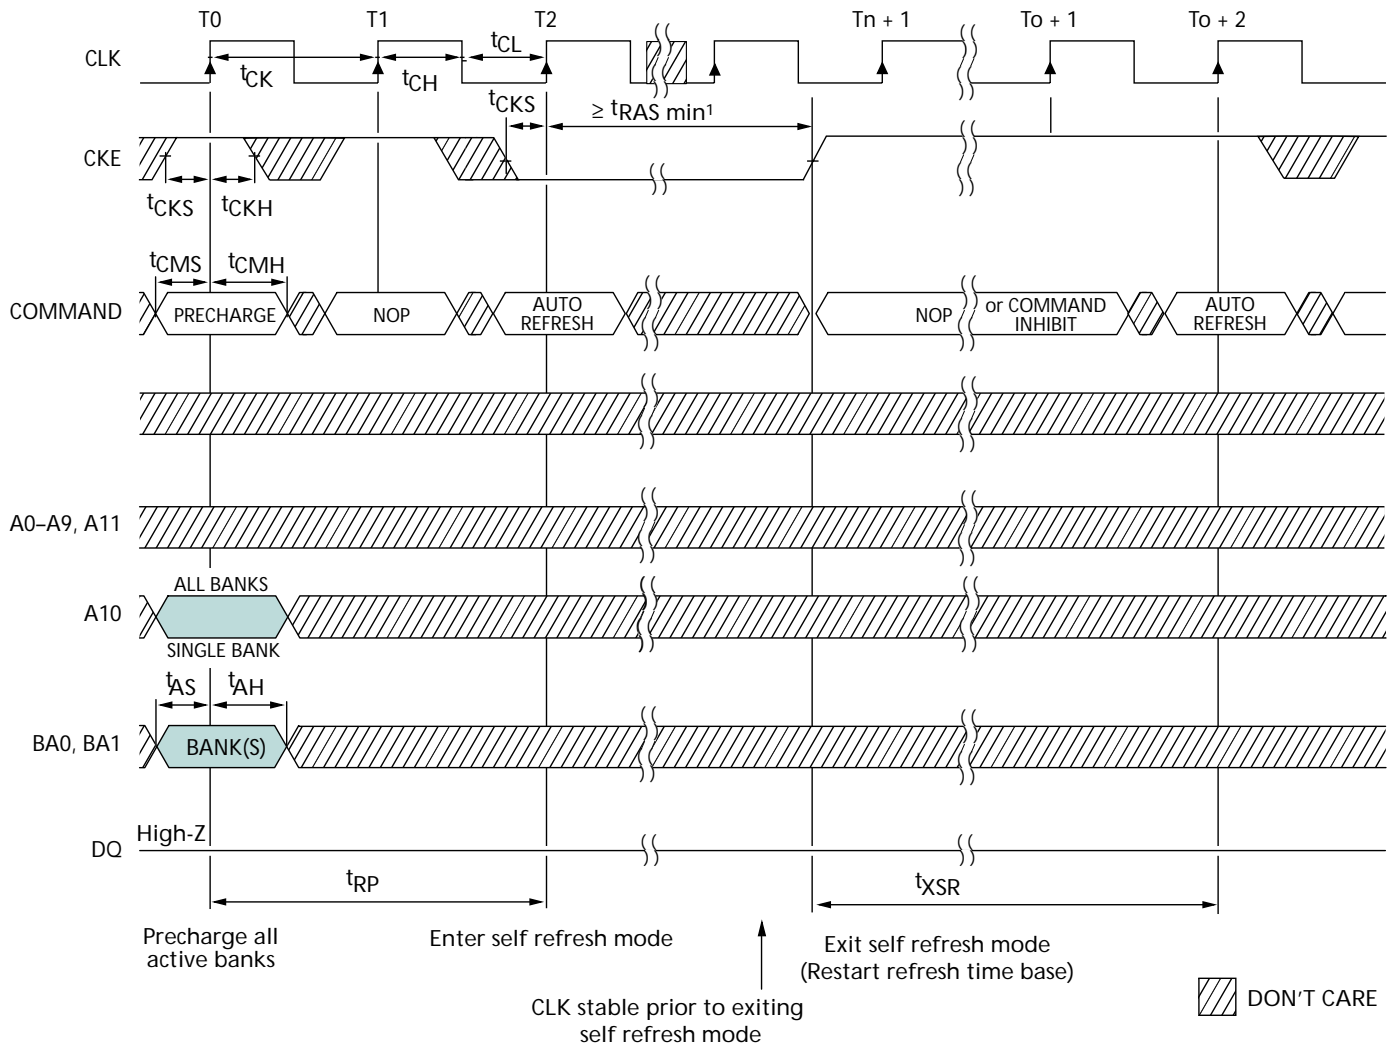 T0 T1 T2 Tn + 1 To + 1 To + 2
CLK
tCK tCH tCL
tCKS ≥ tRAS min¹
CKE
tCKS tCKH
tCMS tCMH
COMMAND PRECHARGE NOP AUTO REFRESH NOP or COMMAND INHIBIT AUTO REFRESH
A0–A9, A11
ALL BANKS
A10
SINGLE BANK
tAS tAH
BA0, BA1 BANK(S)
High-Z
DQ
tRP tXSR
Precharge all
active banks
Enter self refresh mode
Exit self refresh mode
(Restart refresh time base)
CLK stable prior to exiting
self refresh mode
DON'T CARE